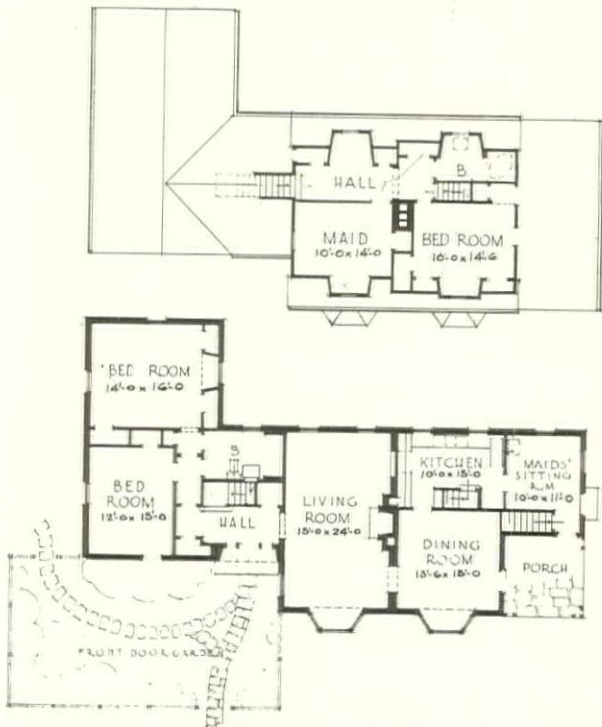 HALL
B
MAID
10'-0 x 14'-0
BED ROOM
16'-0 x 14'-6
BED ROOM
14'-0 x 16'-0
B
KITCHEN
10'-0 x 15'-0
MAIDS'
SITTING
RM
10'-0 x 11'-0
BED
ROOM
12'-0 x 15'-0
LIVING
ROOM
15'-0 x 24'-0
HALL
DINING
ROOM
13'-6 x 15'-0
PORCH
FRONT DOOR GARDEN